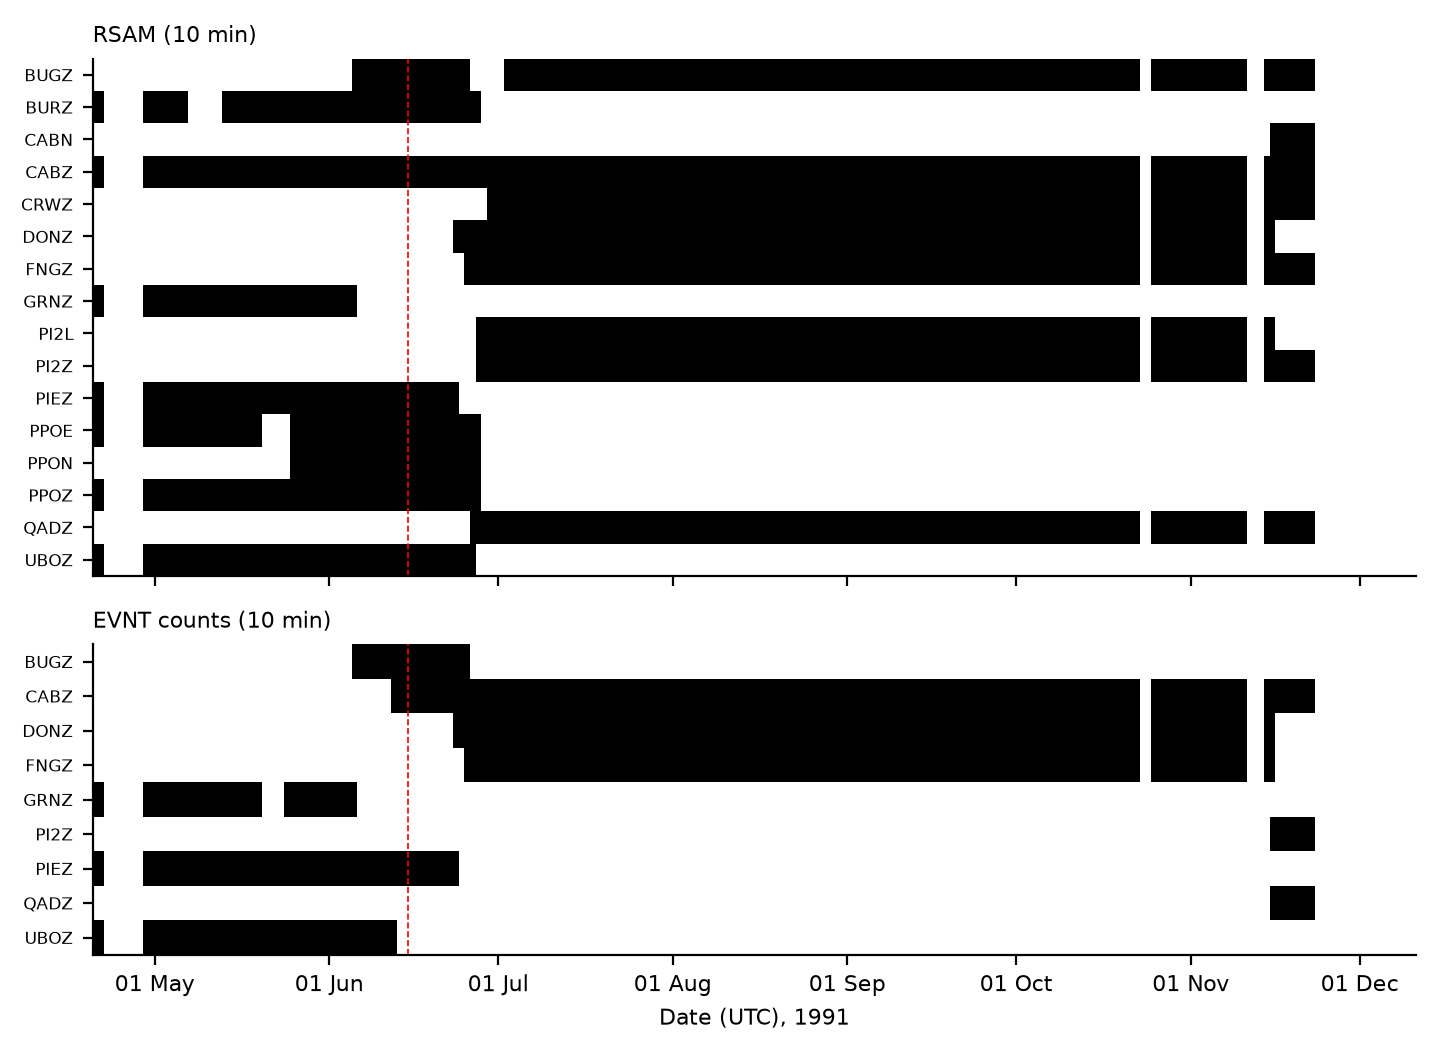 RSAM (10 min)
BUGZ
BURZ
CABN
CABZ
CRWZ
DONZ
FNGZ
GRNZ
PI2L
PI2Z
PIEZ
PPOE
PPON
PPOZ
QADZ
UBOZ
EVNT counts (10 min)
BUGZ
CABZ
DONZ
FNGZ
GRNZ
PI2Z
PIEZ
QADZ
UBOZ
01 May 01 Jun 01 Jul 01 Aug 01 Sep 01 Oct 01 Nov 01 Dec
Date (UTC), 1991